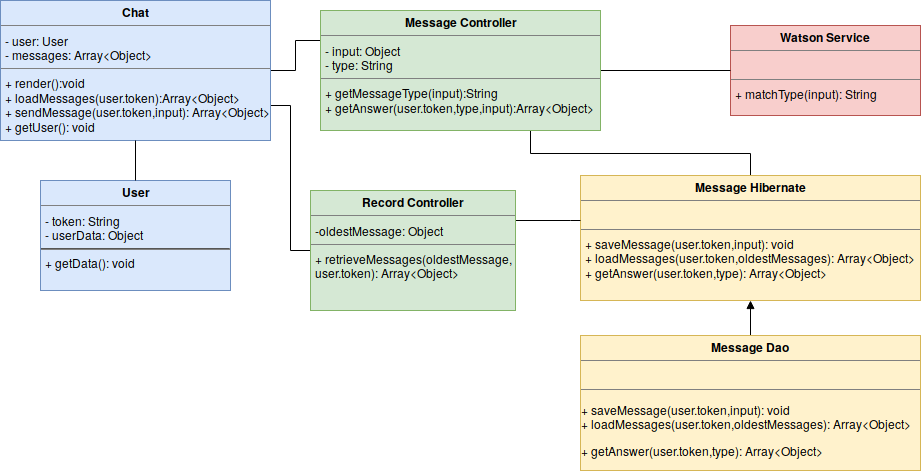 Chat
- user: User
- messages: Array<Object>
+ render():void
+ loadMessages(user.token):Array<Object>
+ sendMessage(user.token,input): Array<Object>
+ getUser(): void
Message Controller
- input: Object
- type: String
+ getMessageType(input):String
+ getAnswer(user.token,type,input):Array<Object>
Watson Service
+ matchType(input): String
User
- token: String
- userData: Object
+ getData(): void
Record Controller
-oldestMessage: Object
+ retrieveMessages(oldestMessage,
user.token): Array<Object>
Message Hibernate
+ saveMessage(user.token,input): void
+ loadMessages(user.token,oldestMessages): Array<Object>
+ getAnswer(user.token,type): Array<Object>
Message Dao
+ saveMessage(user.token,input): void
+ loadMessages(user.token,oldestMessages): Array<Object>
+ getAnswer(user.token,type): Array<Object>